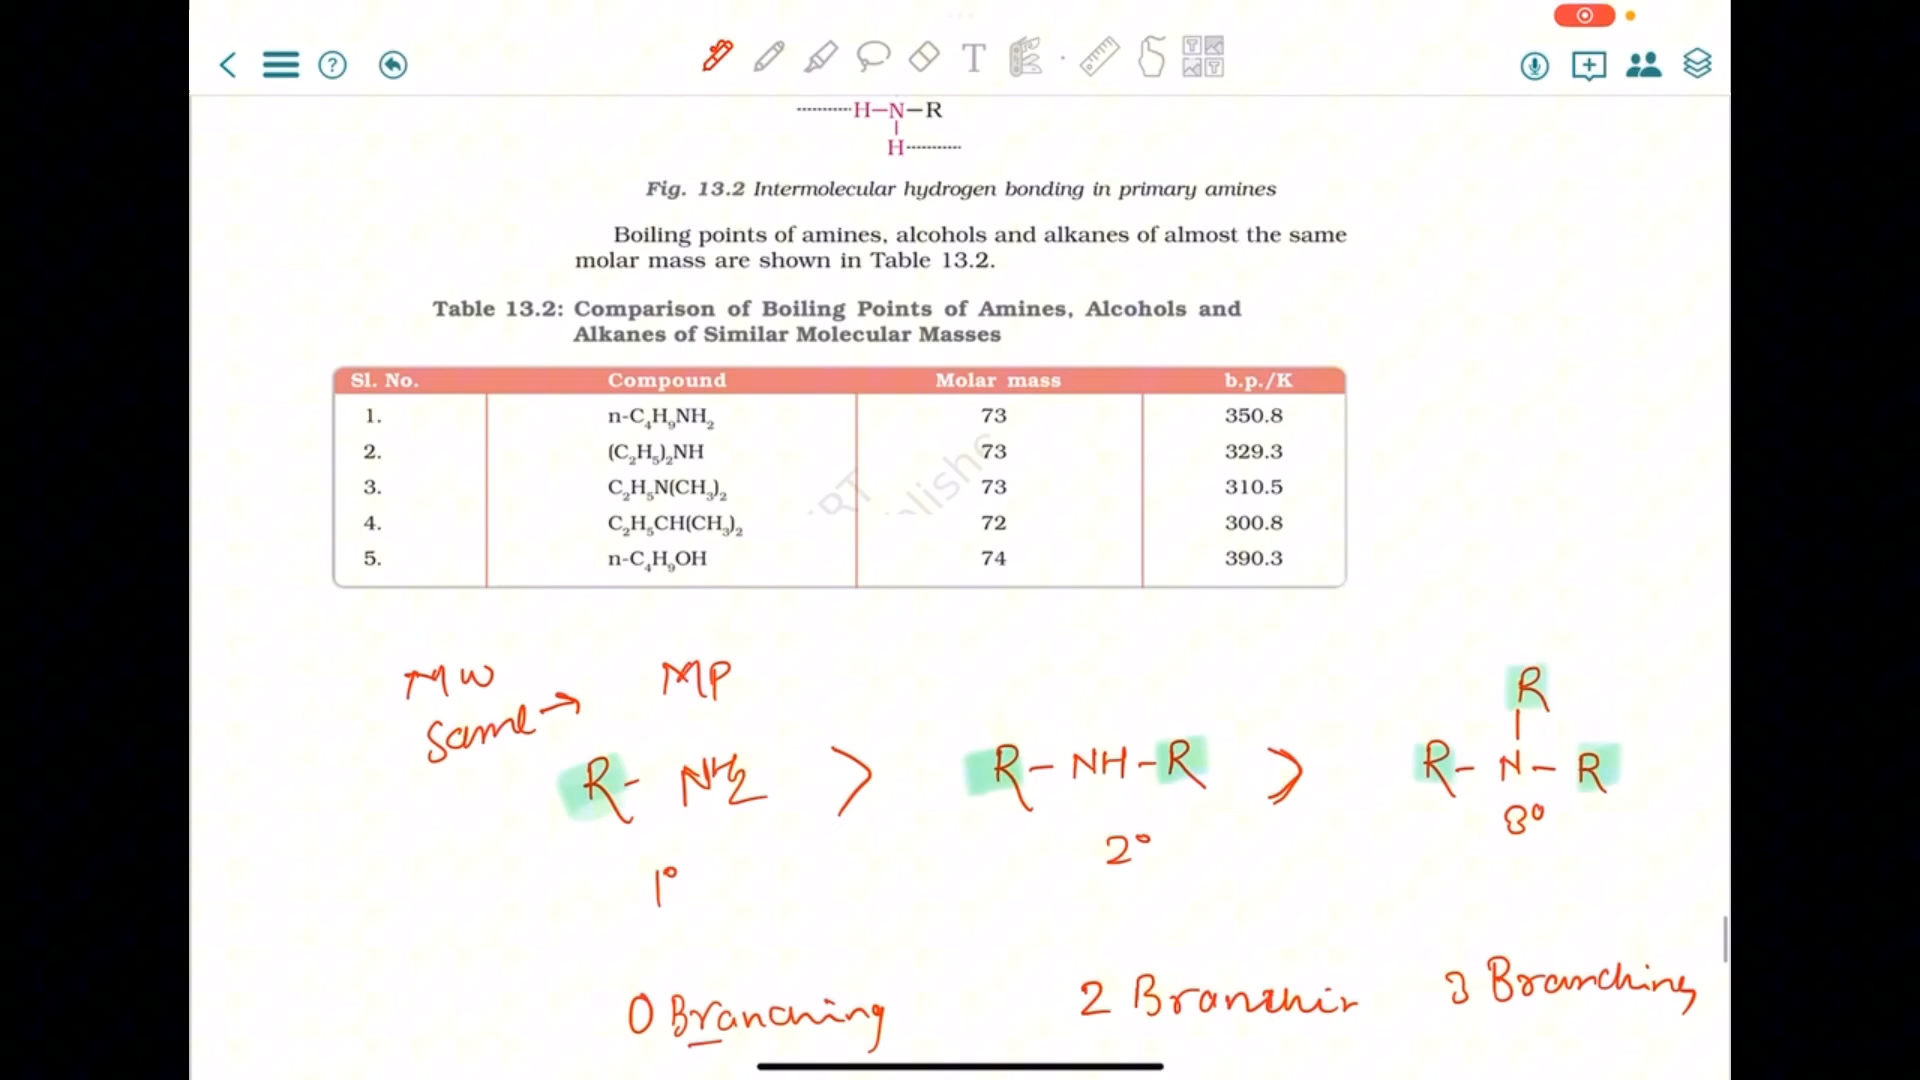 H–N–R
H
Fig. 13.2 Intermolecular hydrogen bonding in primary amines
Boiling points of amines, alcohols and alkanes of almost the same
molar mass are shown in Table 13.2.
Table 13.2: Comparison of Boiling Points of Amines, Alcohols and
Alkanes of Similar Molecular Masses
Sl. No. Compound Molar mass b.p./K
1. n-C₄H₉NH₂ 73 350.8
2. (C₂H₅)₂NH 73 329.3
3. C₂H₅N(CH₃)₂ 73 310.5
4. C₂H₅CH(CH₃)₂ 72 300.8
5. n-C₄H₉OH 74 390.3
MW MP
Same →
R
R – NH₂ > R – NH – R > R – N – R
1° 2° 3°
0 Branching 2 Branchin 3 Branching